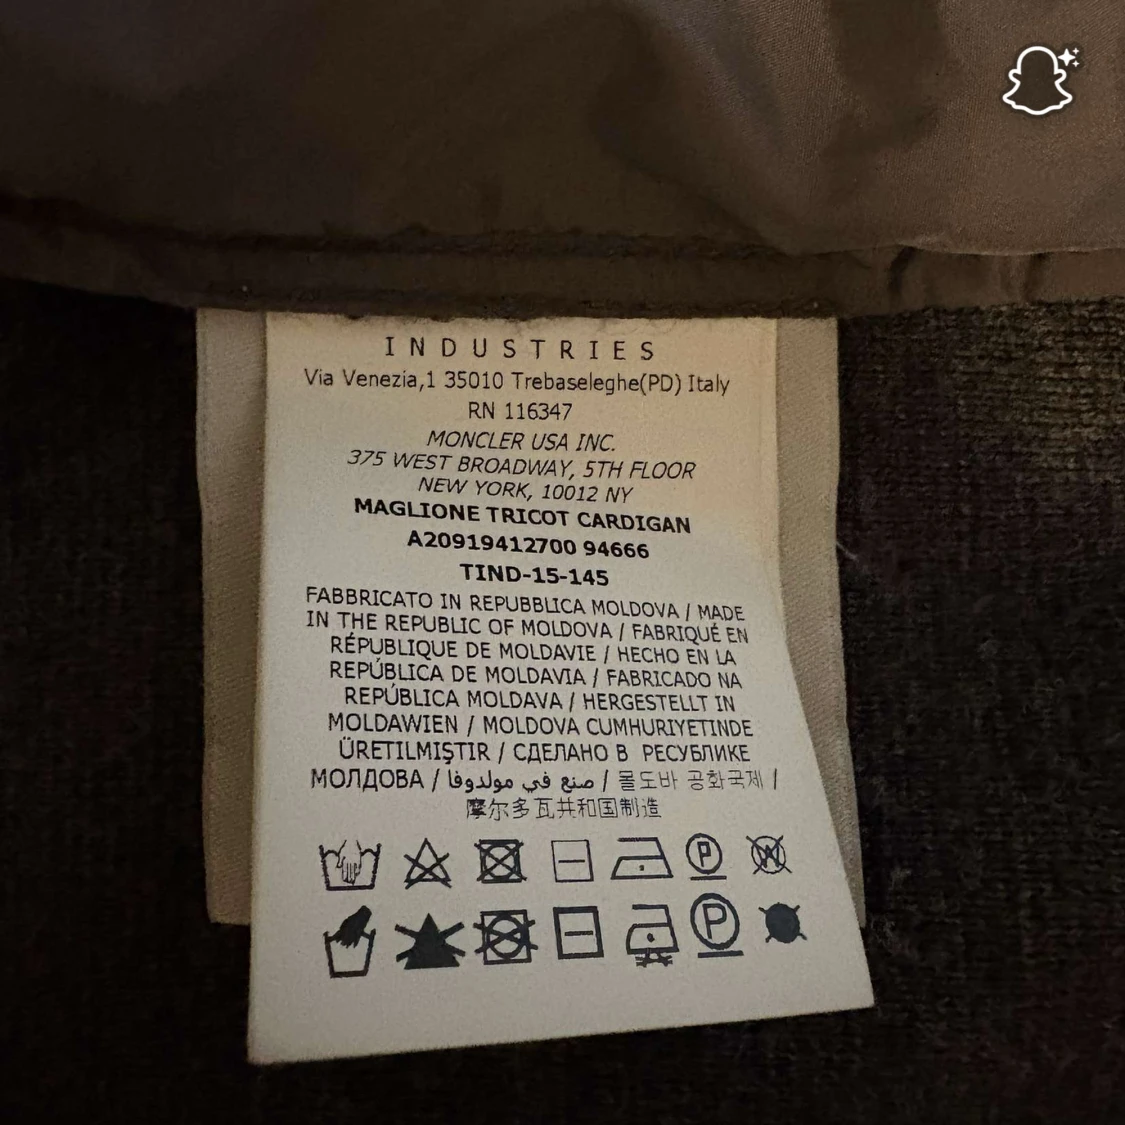 INDUSTRIES
Via Venezia,1 35010 Trebaseleghe(PD) Italy
RN 116347
MONCLER USA INC.
375 WEST BROADWAY, 5TH FLOOR
NEW YORK, 10012 NY
MAGLIONE TRICOT CARDIGAN
A20919412700 94666
TIND-15-145
FABBRICATO IN REPUBBLICA MOLDOVA / MADE
IN THE REPUBLIC OF MOLDOVA / FABRIQUÉ EN
RÉPUBLIQUE DE MOLDAVIE / HECHO EN LA
REPÚBLICA DE MOLDAVIA / FABRICADO NA
REPÚBLICA MOLDAVA / HERGESTELLT IN
MOLDAWIEN / MOLDOVA CUMHURIYETINDE
ÜRETILMIŞTIR / СДЕЛАНО В РЕСУБЛИКЕ
МОЛДОВА / صنع في مولدوفا / 몰도바 공화국제 /
摩尔多瓦共和国制造
P W
P